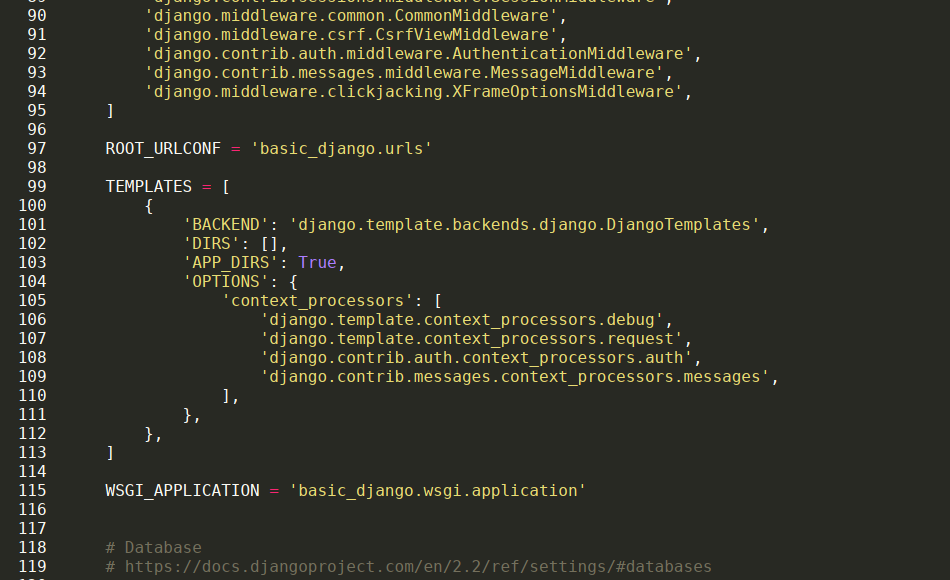 90 'django.middleware.common.CommonMiddleware',
91 'django.middleware.csrf.CsrfViewMiddleware',
92 'django.contrib.auth.middleware.AuthenticationMiddleware',
93 'django.contrib.messages.middleware.MessageMiddleware',
94 'django.middleware.clickjacking.XFrameOptionsMiddleware',
95 ]
96
97 ROOT_URLCONF = 'basic_django.urls'
98
99 TEMPLATES = [
100 {
101 'BACKEND': 'django.template.backends.django.DjangoTemplates',
102 'DIRS': [],
103 'APP_DIRS': True,
104 'OPTIONS': {
105 'context_processors': [
106 'django.template.context_processors.debug',
107 'django.template.context_processors.request',
108 'django.contrib.auth.context_processors.auth',
109 'django.contrib.messages.context_processors.messages',
110 ],
111 },
112 },
113 ]
114
115 WSGI_APPLICATION = 'basic_django.wsgi.application'
116
117
118 # Database
119 # https://docs.djangoproject.com/en/2.2/ref/settings/#databases